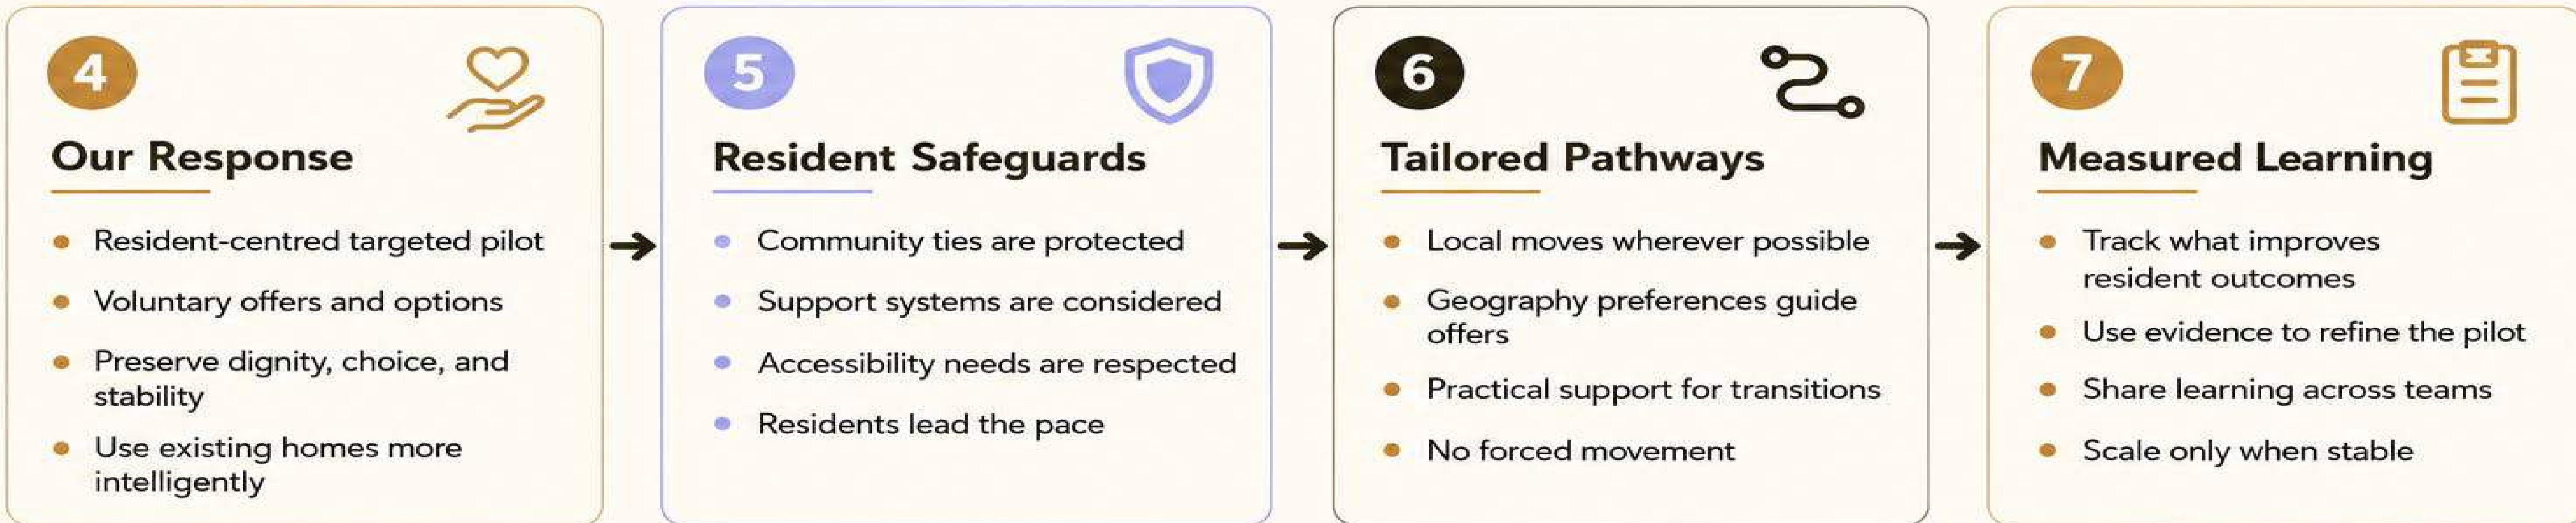 4
Our Response
Resident-centred targeted pilot
Voluntary offers and options
Preserve dignity, choice, and
stability
Use existing homes more
intelligently
5
Resident Safeguards
Community ties are protected
Support systems are considered
Accessibility needs are respected
Residents lead the pace
6
Tailored Pathways
Local moves wherever possible
Geography preferences guide
offers
Practical support for transitions
No forced movement
7
Measured Learning
Track what improves
resident outcomes
Use evidence to refine the pilot
Share learning across teams
Scale only when stable